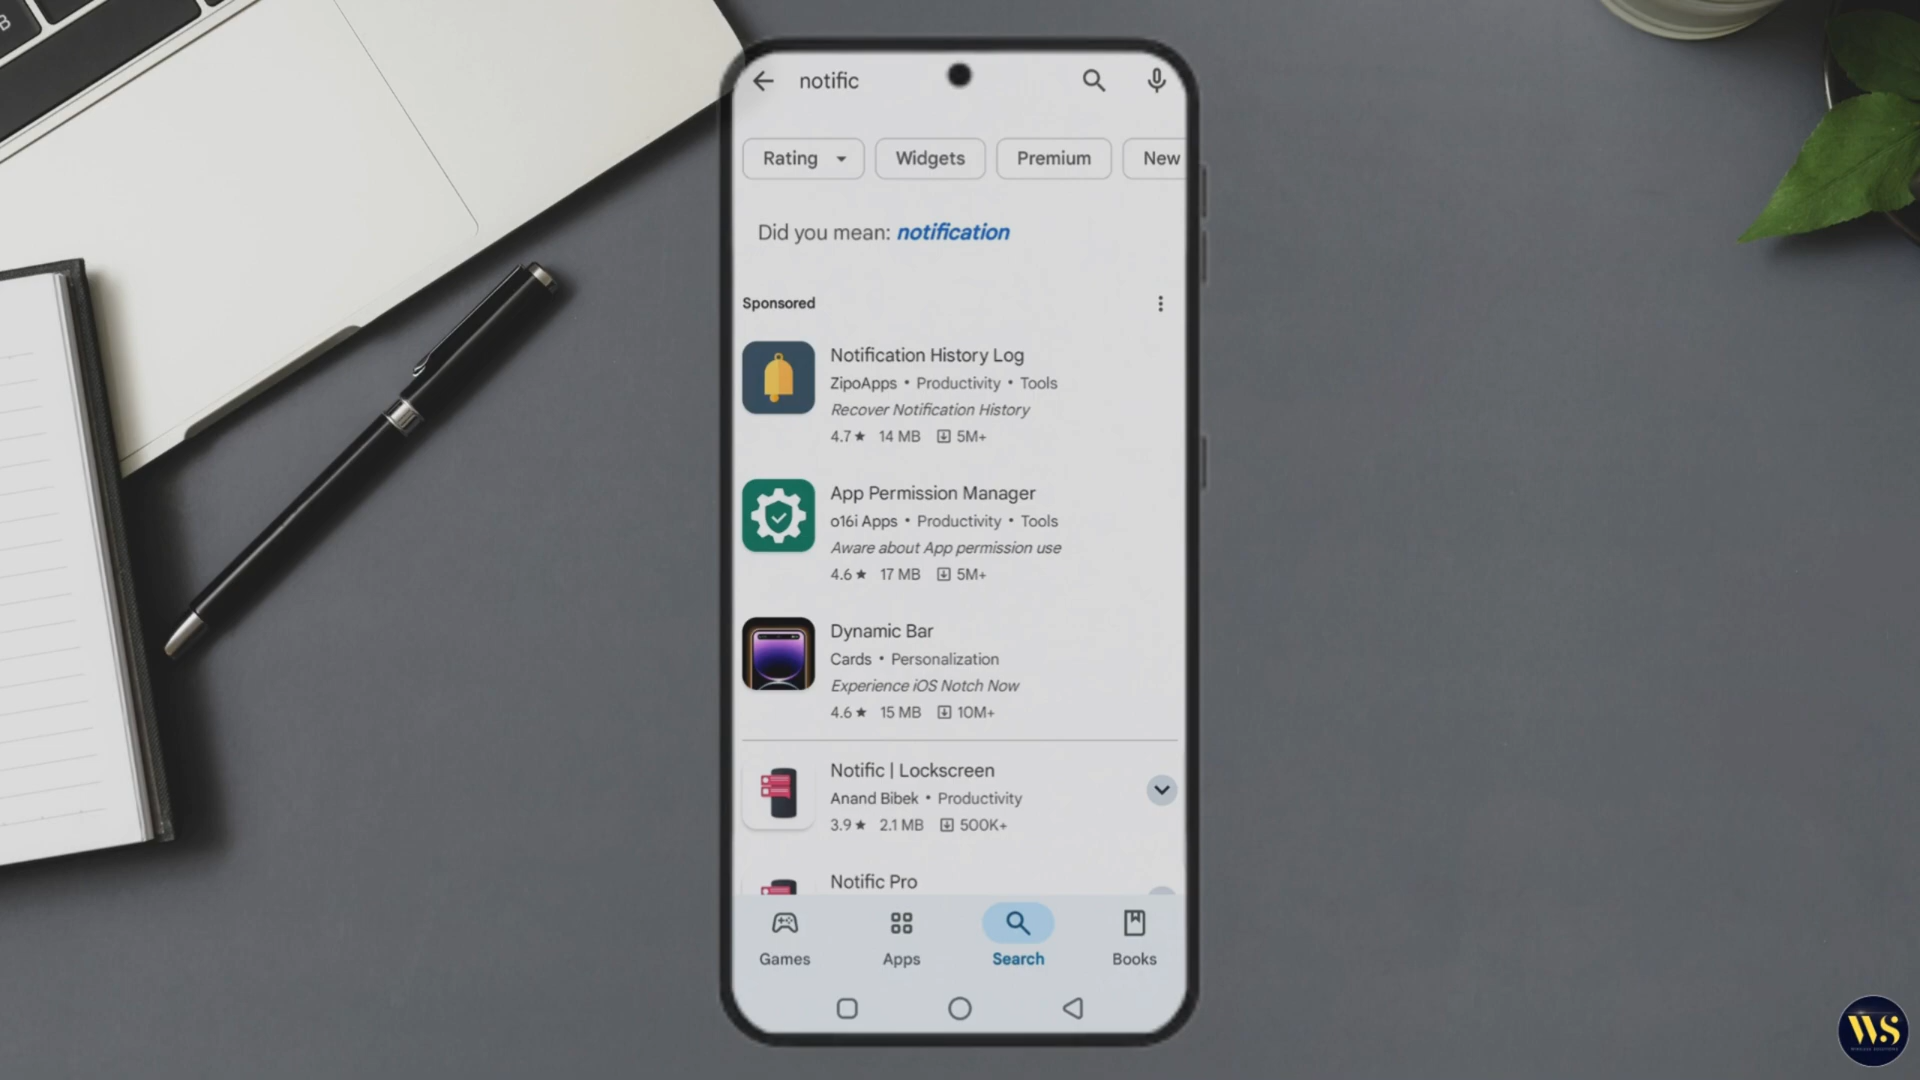 notific
Rating Widgets Premium New
Did you mean: notification
Sponsored
Notification History Log
ZipoApps • Productivity • Tools
Recover Notification History
4.7★ 14 MB 5M+
App Permission Manager
o16i Apps • Productivity • Tools
Aware about App permission use
4.6★ 17 MB 5M+
Dynamic Bar
Cards • Personalization
Experience iOS Notch Now
4.6★ 15 MB 10M+
Notific | Lockscreen
Anand Bibek • Productivity
3.9★ 2.1 MB 500K+
Notific Pro
Games Apps Search Books
B
WS